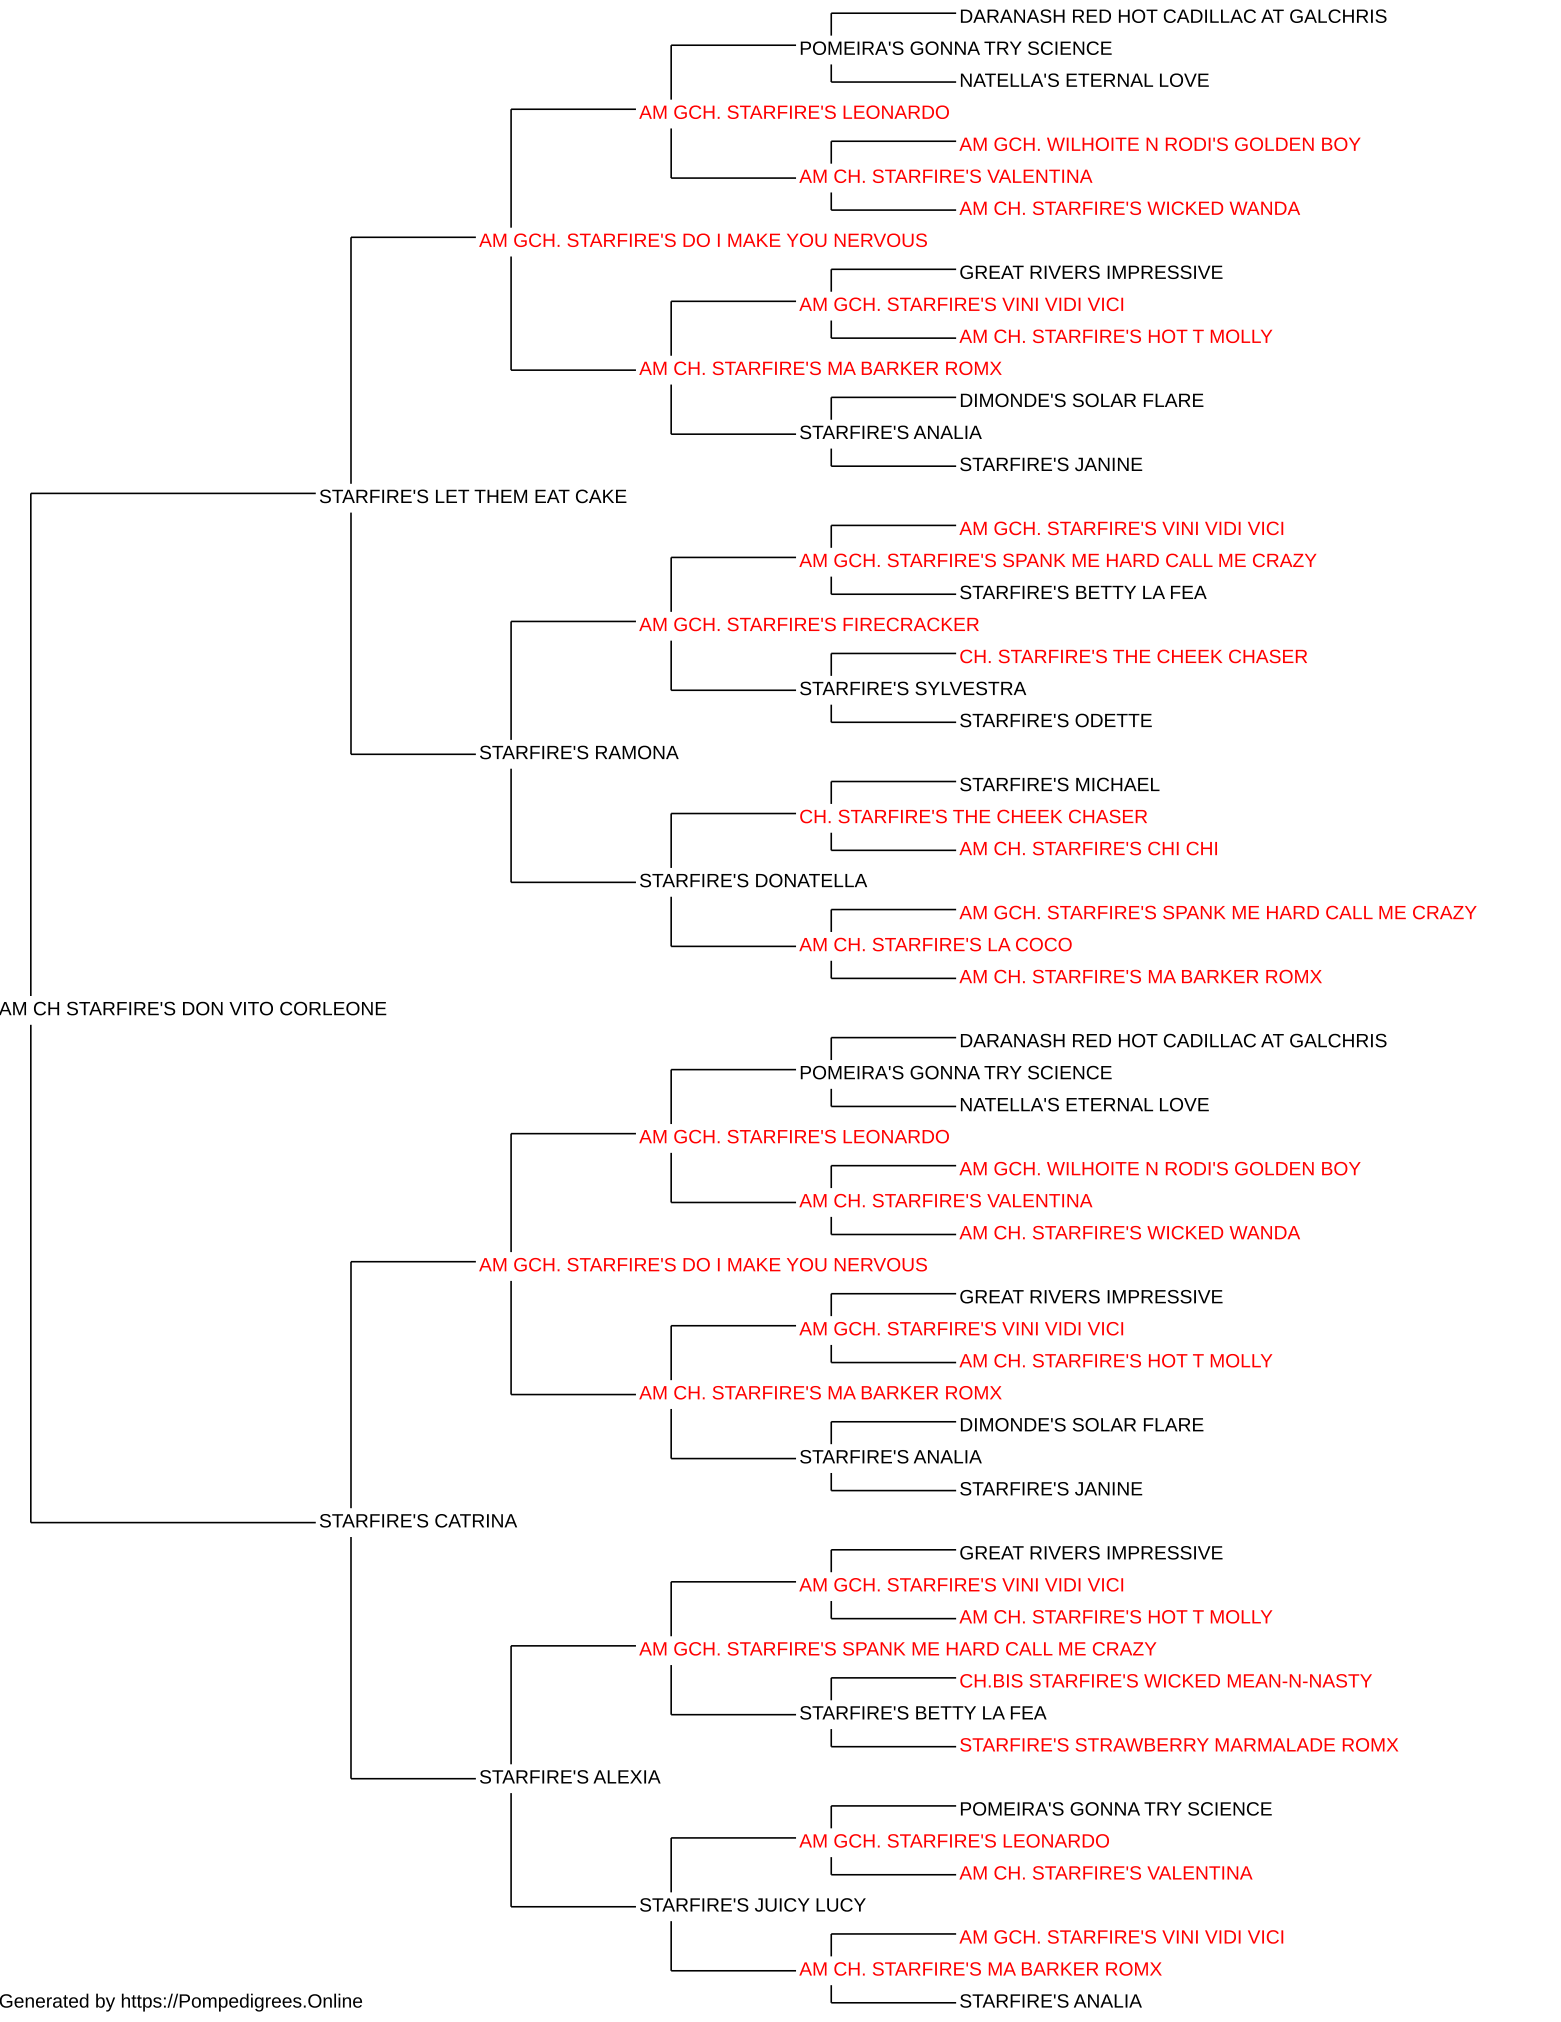 DARANASH RED HOT CADILLAC AT GALCHRIS
POMEIRA'S GONNA TRY SCIENCE
NATELLA'S ETERNAL LOVE
AM GCH. STARFIRE'S LEONARDO
AM GCH. WILHOITE N RODI'S GOLDEN BOY
AM CH. STARFIRE'S VALENTINA
AM CH. STARFIRE'S WICKED WANDA
AM GCH. STARFIRE'S DO I MAKE YOU NERVOUS
GREAT RIVERS IMPRESSIVE
AM GCH. STARFIRE'S VINI VIDI VICI
AM CH. STARFIRE'S HOT T MOLLY
AM CH. STARFIRE'S MA BARKER ROMX
DIMONDE'S SOLAR FLARE
STARFIRE'S ANALIA
STARFIRE'S JANINE
STARFIRE'S LET THEM EAT CAKE
AM GCH. STARFIRE'S VINI VIDI VICI
AM GCH. STARFIRE'S SPANK ME HARD CALL ME CRAZY
STARFIRE'S BETTY LA FEA
AM GCH. STARFIRE'S FIRECRACKER
CH. STARFIRE'S THE CHEEK CHASER
STARFIRE'S SYLVESTRA
STARFIRE'S ODETTE
STARFIRE'S RAMONA
STARFIRE'S MICHAEL
CH. STARFIRE'S THE CHEEK CHASER
AM CH. STARFIRE'S CHI CHI
STARFIRE'S DONATELLA
AM GCH. STARFIRE'S SPANK ME HARD CALL ME CRAZY
AM CH. STARFIRE'S LA COCO
AM CH. STARFIRE'S MA BARKER ROMX
AM CH STARFIRE'S DON VITO CORLEONE
DARANASH RED HOT CADILLAC AT GALCHRIS
POMEIRA'S GONNA TRY SCIENCE
NATELLA'S ETERNAL LOVE
AM GCH. STARFIRE'S LEONARDO
AM GCH. WILHOITE N RODI'S GOLDEN BOY
AM CH. STARFIRE'S VALENTINA
AM CH. STARFIRE'S WICKED WANDA
AM GCH. STARFIRE'S DO I MAKE YOU NERVOUS
GREAT RIVERS IMPRESSIVE
AM GCH. STARFIRE'S VINI VIDI VICI
AM CH. STARFIRE'S HOT T MOLLY
AM CH. STARFIRE'S MA BARKER ROMX
DIMONDE'S SOLAR FLARE
STARFIRE'S ANALIA
STARFIRE'S JANINE
STARFIRE'S CATRINA
GREAT RIVERS IMPRESSIVE
AM GCH. STARFIRE'S VINI VIDI VICI
AM CH. STARFIRE'S HOT T MOLLY
AM GCH. STARFIRE'S SPANK ME HARD CALL ME CRAZY
CH.BIS STARFIRE'S WICKED MEAN-N-NASTY
STARFIRE'S BETTY LA FEA
STARFIRE'S STRAWBERRY MARMALADE ROMX
STARFIRE'S ALEXIA
POMEIRA'S GONNA TRY SCIENCE
AM GCH. STARFIRE'S LEONARDO
AM CH. STARFIRE'S VALENTINA
STARFIRE'S JUICY LUCY
AM GCH. STARFIRE'S VINI VIDI VICI
AM CH. STARFIRE'S MA BARKER ROMX
STARFIRE'S ANALIA
Generated by https://Pompedigrees.Online